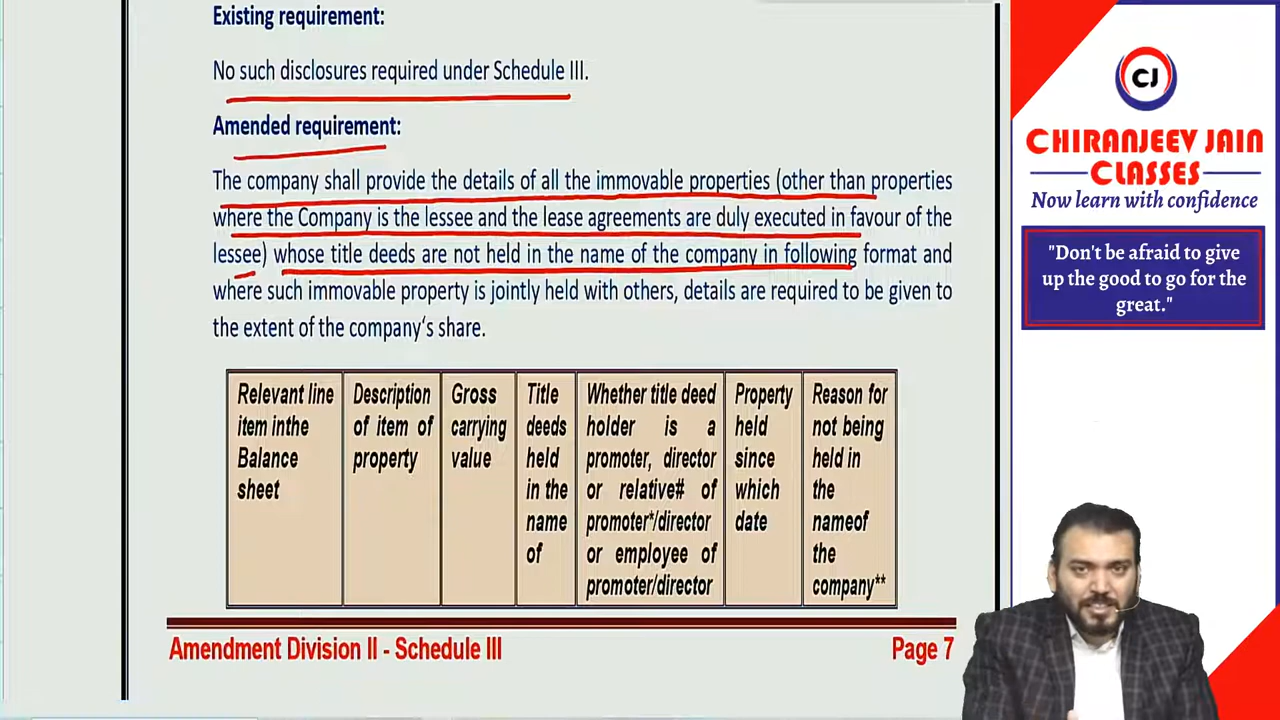 Existing requirement:
No such disclosures required under Schedule III.
Amended requirement:
The company shall provide the details of all the immovable properties (other than properties
where the Company is the lessee and the lease agreements are duly executed in favour of the
lessee) whose title deeds are not held in the name of the company in following format and
where such immovable property is jointly held with others, details are required to be given to
the extent of the company‘s share.
Relevant line
item inthe
Balance
sheet
Description
of item of
property
Gross
carrying
value
Title
deeds
held
in the
name
of
Whether title deed
holder is a
promoter, director
or relative# of
promoter*/director
or employee of
promoter/director
Property
held
since
which
date
Reason for
not being
held in
the
nameof
the
company**
Amendment Division II - Schedule III
Page 7
CJ
CHIRANJEEV JAIN
CLASSES
Now learn with confidence
"Don't be afraid to give
up the good to go for the
great."